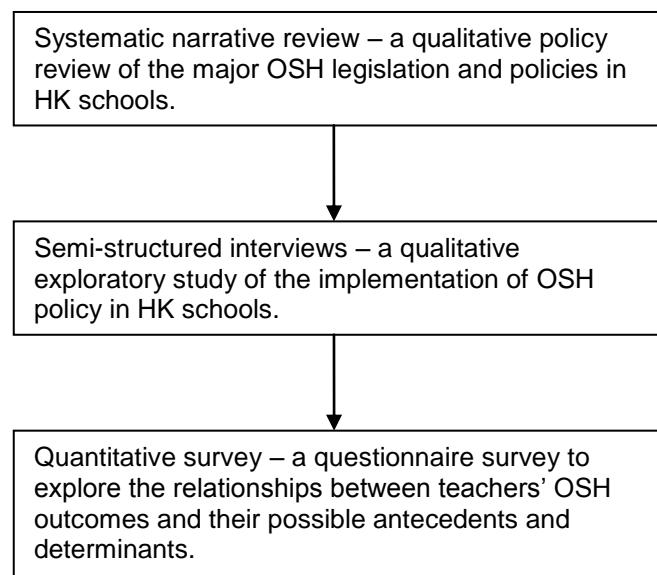 Systematic narrative review – a qualitative policy
review of the major OSH legislation and policies in
HK schools.
Semi-structured interviews – a qualitative
exploratory study of the implementation of OSH
policy in HK schools.
Quantitative survey – a questionnaire survey to
explore the relationships between teachers’ OSH
outcomes and their possible antecedents and
determinants.